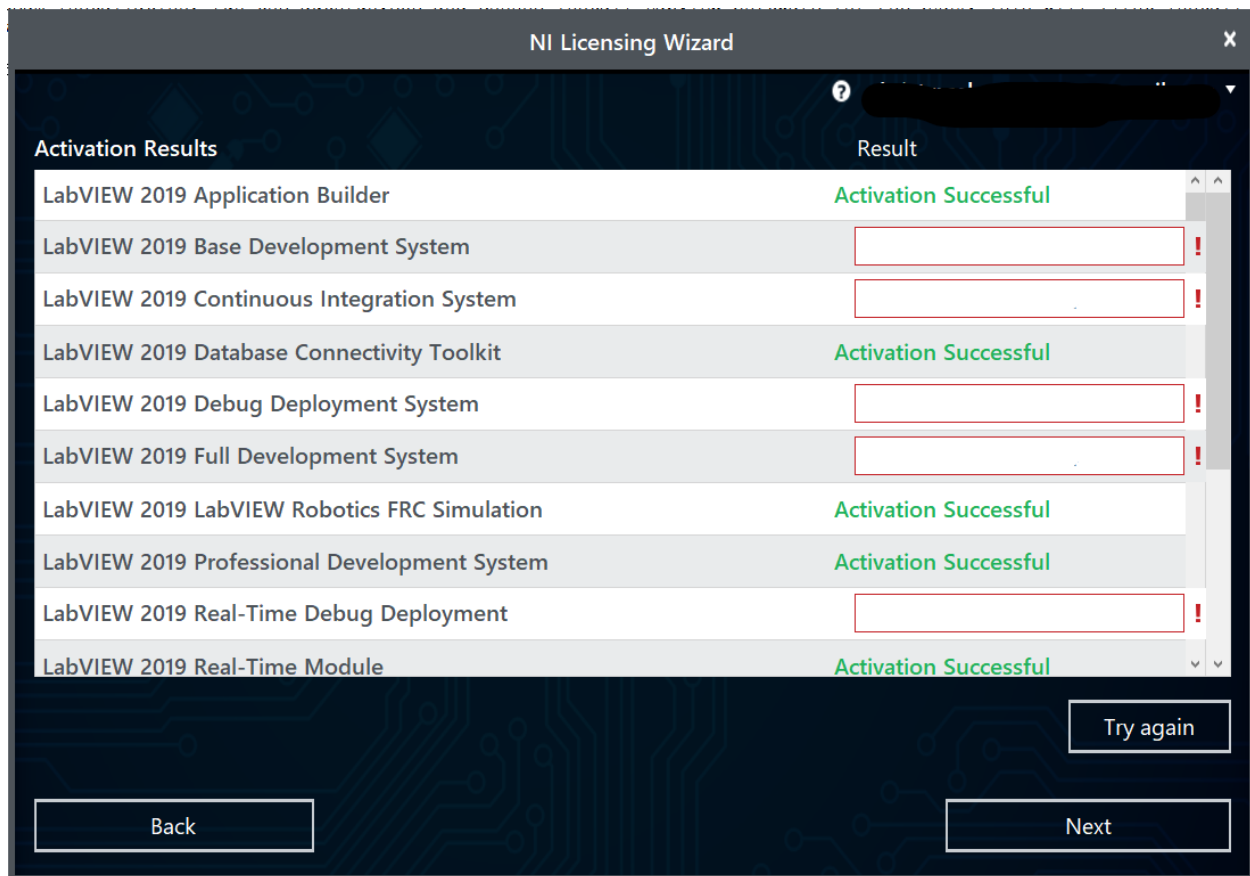 NI Licensing Wizard x
?
Activation Results Result
LabVIEW 2019 Application Builder Activation Successful
LabVIEW 2019 Base Development System !
LabVIEW 2019 Continuous Integration System !
LabVIEW 2019 Database Connectivity Toolkit Activation Successful
LabVIEW 2019 Debug Deployment System !
LabVIEW 2019 Full Development System !
LabVIEW 2019 LabVIEW Robotics FRC Simulation Activation Successful
LabVIEW 2019 Professional Development System Activation Successful
LabVIEW 2019 Real-Time Debug Deployment !
LabVIEW 2019 Real-Time Module Activation Successful
Try again
Back Next